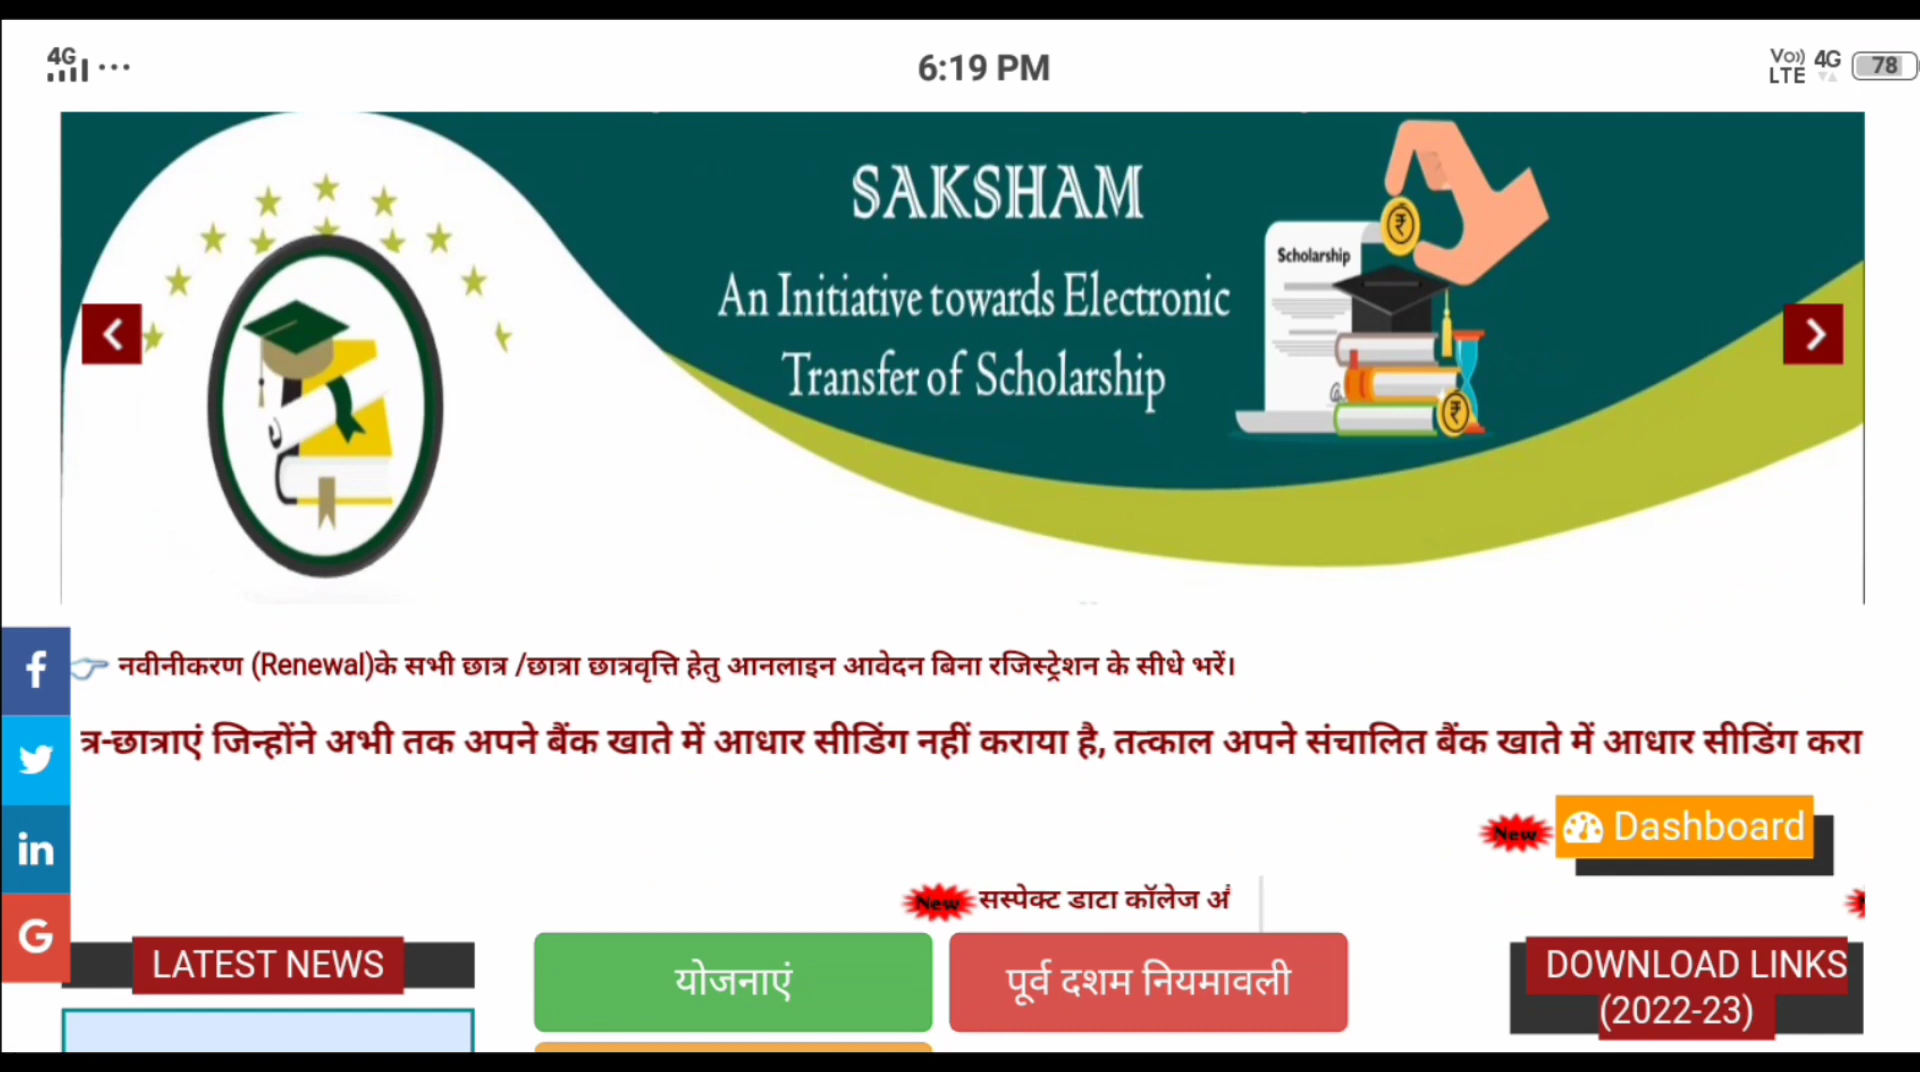 4G
6:19 PM
Vo)) LTE 4G 78
SAKSHAM
An Initiative towards Electronic
Transfer of Scholarship
Scholarship
नवीनीकरण (Renewal)के सभी छात्र /छात्रा छात्रवृत्ति हेतु आनलाइन आवेदन बिना रजिस्ट्रेशन के सीधे भरें।
त्र-छात्राएं जिन्होंने अभी तक अपने बैंक खाते में आधार सीडिंग नहीं कराया है, तत्काल अपने संचालित बैंक खाते में आधार सीडिंग करा
New Dashboard
New सस्पेक्ट डाटा कॉलेज
LATEST NEWS
योजनाएं
पूर्व दशम नियमावली
DOWNLOAD LINKS
(2022-23)